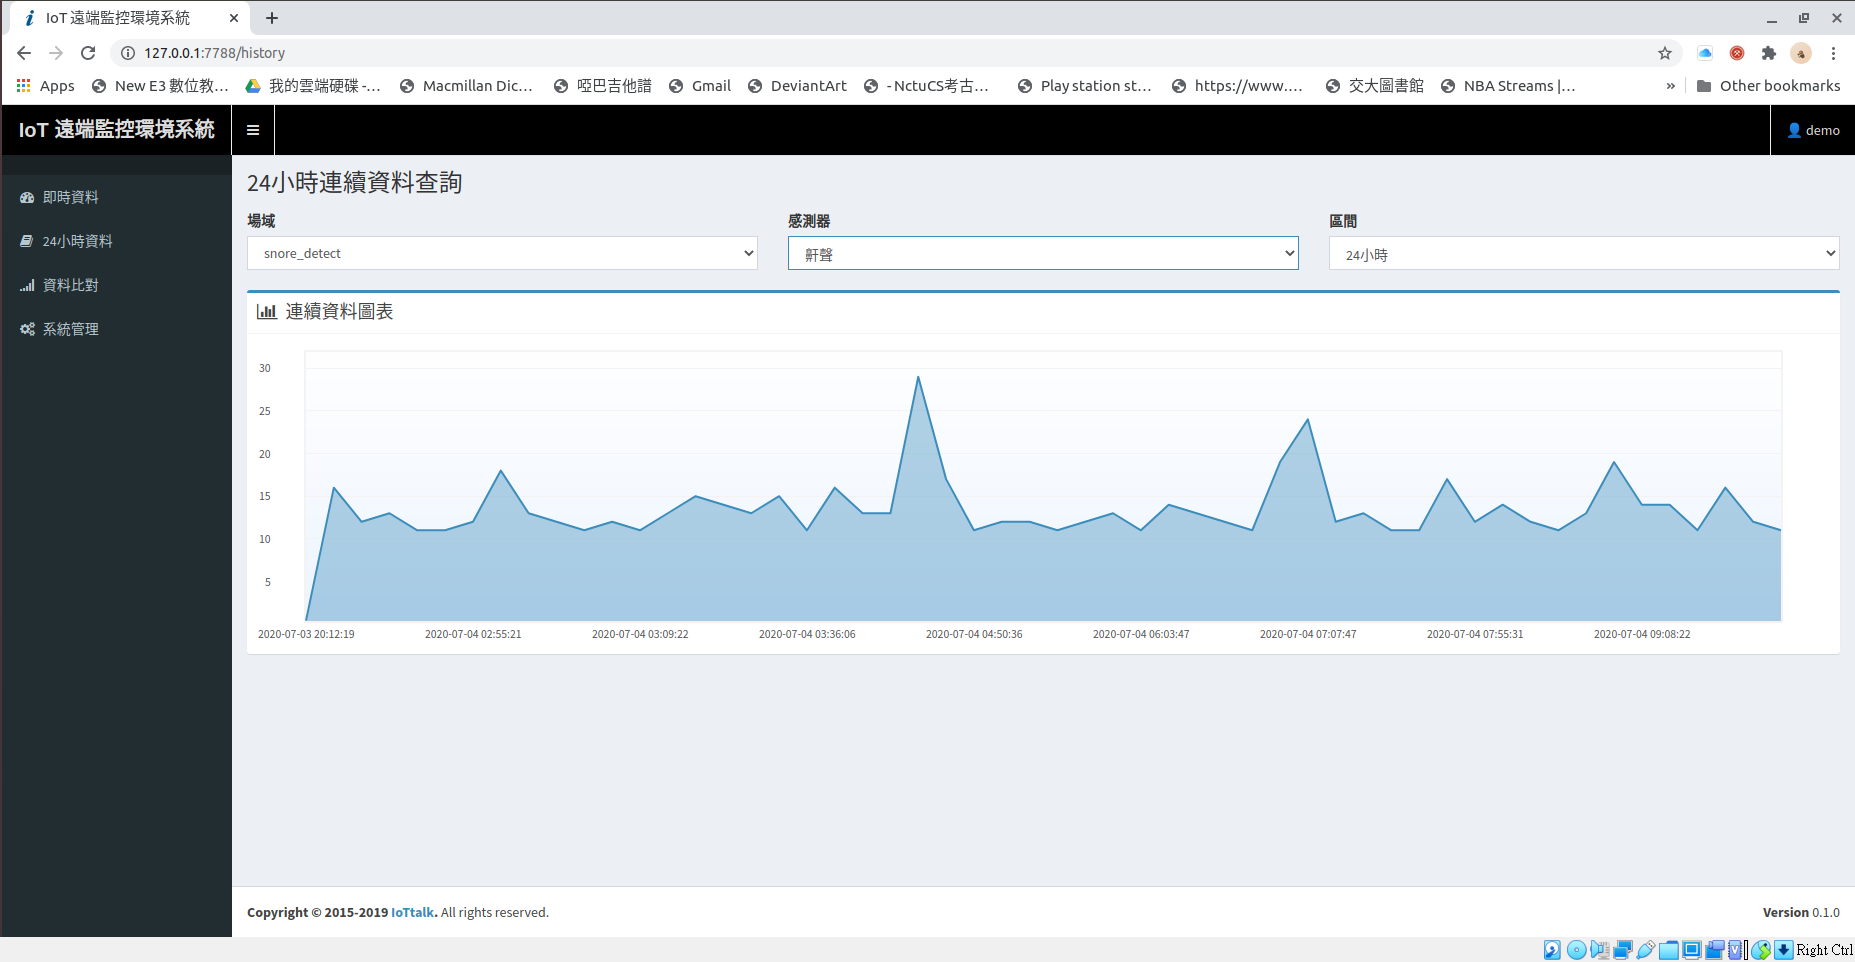 IoT 遠端監控環境系統
127.0.0.1:7788/history
Apps New E3 數位教… 我的雲端硬碟 -… Macmillan Dic… 啞巴吉他譜 Gmail DeviantArt - NctuCS考古… Play station st… https://www.… 交大圖書館 NBA Streams |… » Other bookmarks
IoT 遠端監控環境系統 demo
即時資料
24小時資料
資料比對
系統管理
24小時連續資料查詢
場域 感測器 區間
snore_detect 鼾聲 24小時
連續資料圖表
30
25
20
15
10
5
2020-07-03 20:12:19 2020-07-04 02:55:21 2020-07-04 03:09:22 2020-07-04 03:36:06 2020-07-04 04:50:36 2020-07-04 06:03:47 2020-07-04 07:07:47 2020-07-04 07:55:31 2020-07-04 09:08:22
Copyright © 2015-2019 IoTtalk. All rights reserved. Version 0.1.0
Right Ctrl